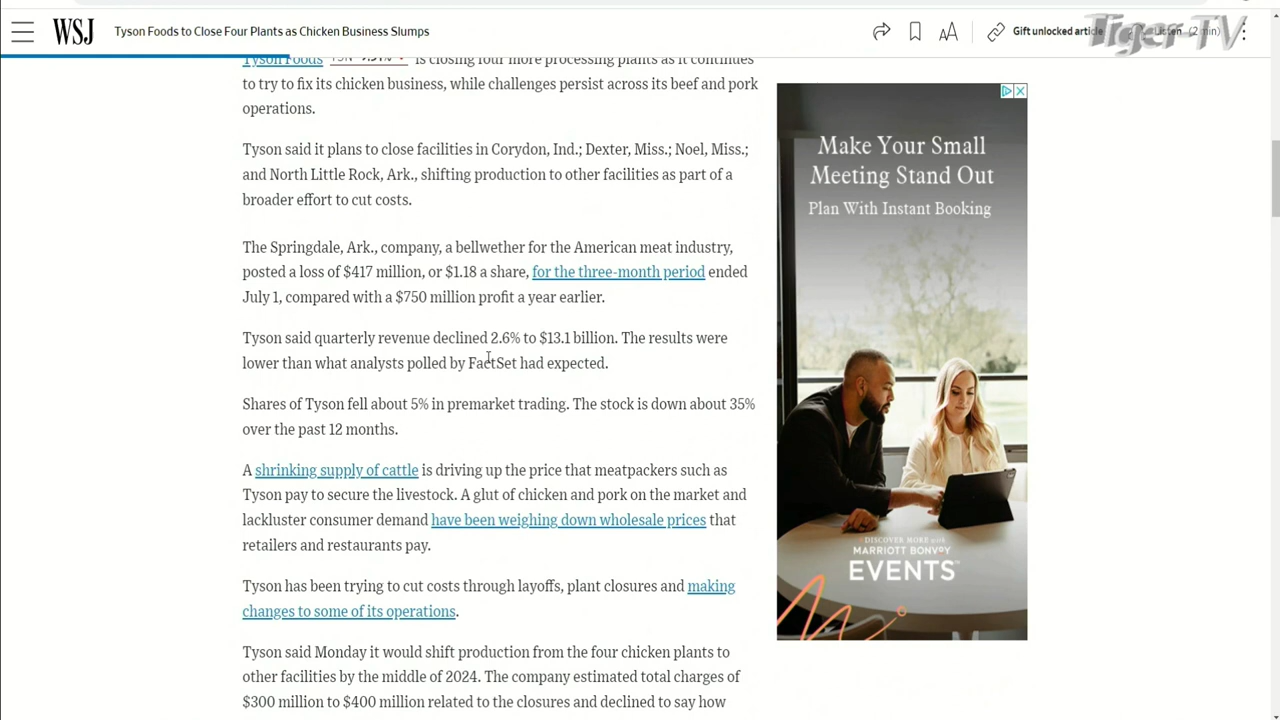 WSJ
Tyson Foods to Close Four Plants as Chicken Business Slumps
AA
Gift unlocked article
Listen (2 min)
Tiger-TV
Tyson Foods is closing four more processing plants as it continues
to try to fix its chicken business, while challenges persist across its beef and pork
operations.
Tyson said it plans to close facilities in Corydon, Ind.; Dexter, Miss.; Noel, Miss.;
and North Little Rock, Ark., shifting production to other facilities as part of a
broader effort to cut costs.
The Springdale, Ark., company, a bellwether for the American meat industry,
posted a loss of $417 million, or $1.18 a share, for the three-month period ended
July 1, compared with a $750 million profit a year earlier.
Tyson said quarterly revenue declined 2.6% to $13.1 billion. The results were
lower than what analysts polled by FactSet had expected.
Shares of Tyson fell about 5% in premarket trading. The stock is down about 35%
over the past 12 months.
A shrinking supply of cattle is driving up the price that meatpackers such as
Tyson pay to secure the livestock. A glut of chicken and pork on the market and
lackluster consumer demand have been weighing down wholesale prices that
retailers and restaurants pay.
Tyson has been trying to cut costs through layoffs, plant closures and making
changes to some of its operations.
Tyson said Monday it would shift production from the four chicken plants to
other facilities by the middle of 2024. The company estimated total charges of
$300 million to $400 million related to the closures and declined to say how
Make Your Small
Meeting Stand Out
Plan With Instant Booking
DISCOVER MORE with
MARRIOTT BONVOY
EVENTS™